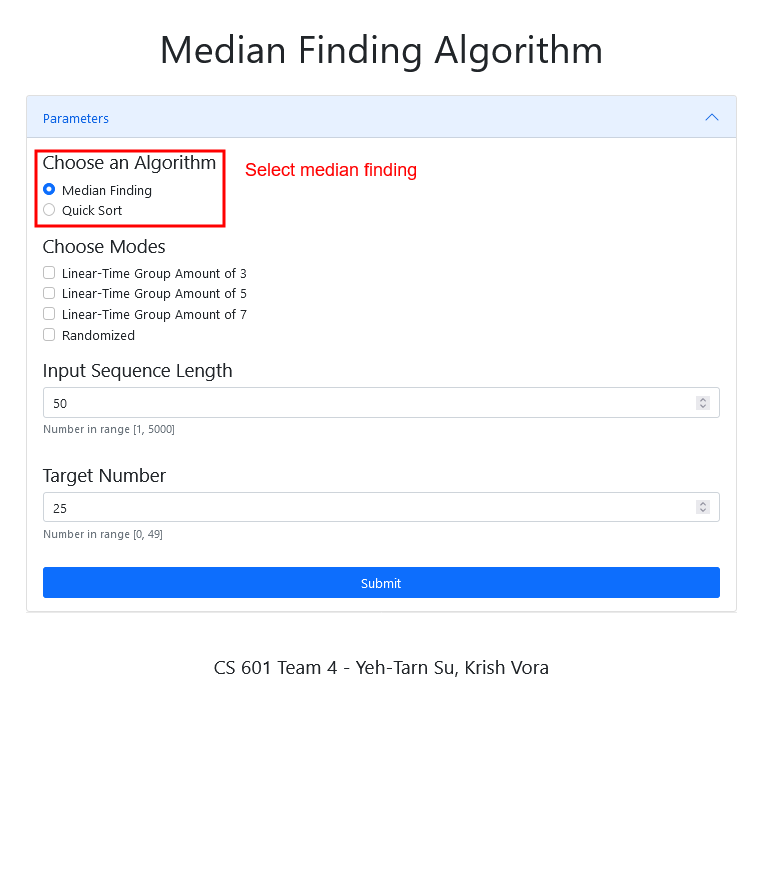 Median Finding Algorithm
Parameters
Choose an Algorithm
Select median finding
Median Finding
Quick Sort
Choose Modes
Linear-Time Group Amount of 3
Linear-Time Group Amount of 5
Linear-Time Group Amount of 7
Randomized
Input Sequence Length
50
Number in range [1, 5000]
Target Number
25
Number in range [0, 49]
Submit
CS 601 Team 4 - Yeh-Tarn Su, Krish Vora